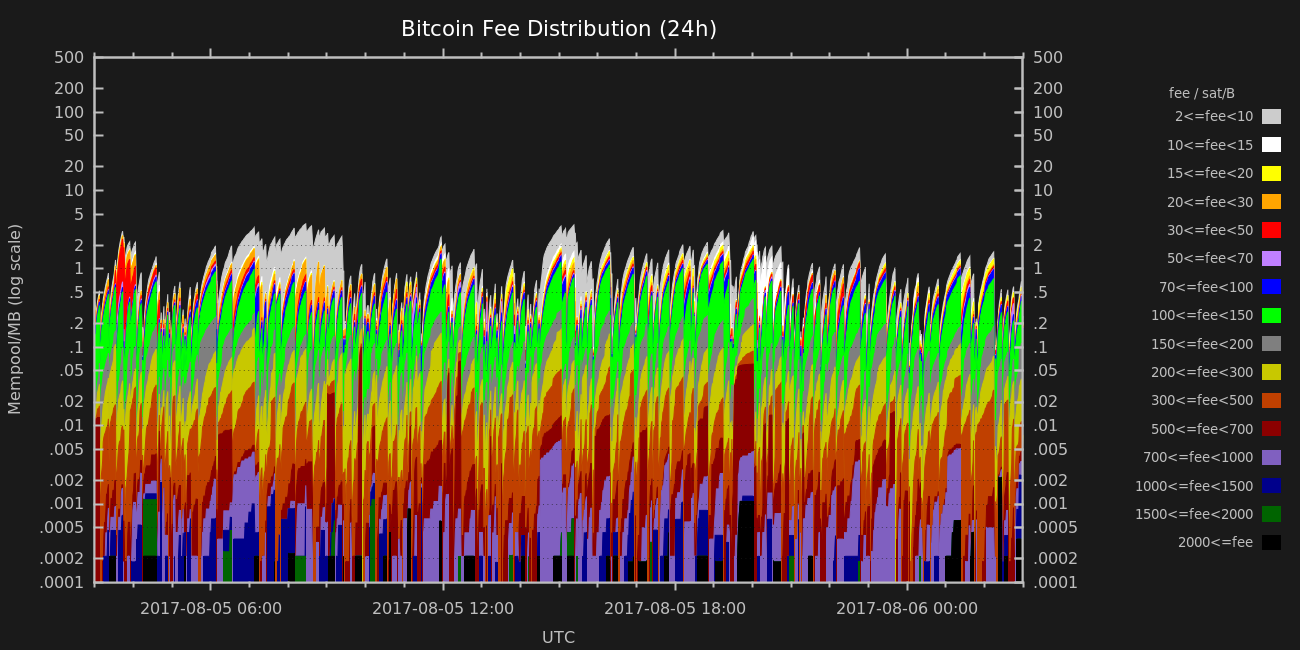 Bitcoin Fee Distribution (24h)
500 500
200 200
100 100
50 50
20 20
10 10
5 5
2 2
1 1
.5 .5
.2 .2
.1 .1
.05 .05
.02 .02
.01 .01
.005 .005
.002 .002
.001 .001
.0005 .0005
.0002 .0002
.0001 .0001
Mempool/MB (log scale)
2017-08-05 06:00 2017-08-05 12:00 2017-08-05 18:00 2017-08-06 00:00
UTC
fee / sat/B
2<=fee<10
10<=fee<15
15<=fee<20
20<=fee<30
30<=fee<50
50<=fee<70
70<=fee<100
100<=fee<150
150<=fee<200
200<=fee<300
300<=fee<500
500<=fee<700
700<=fee<1000
1000<=fee<1500
1500<=fee<2000
2000<=fee